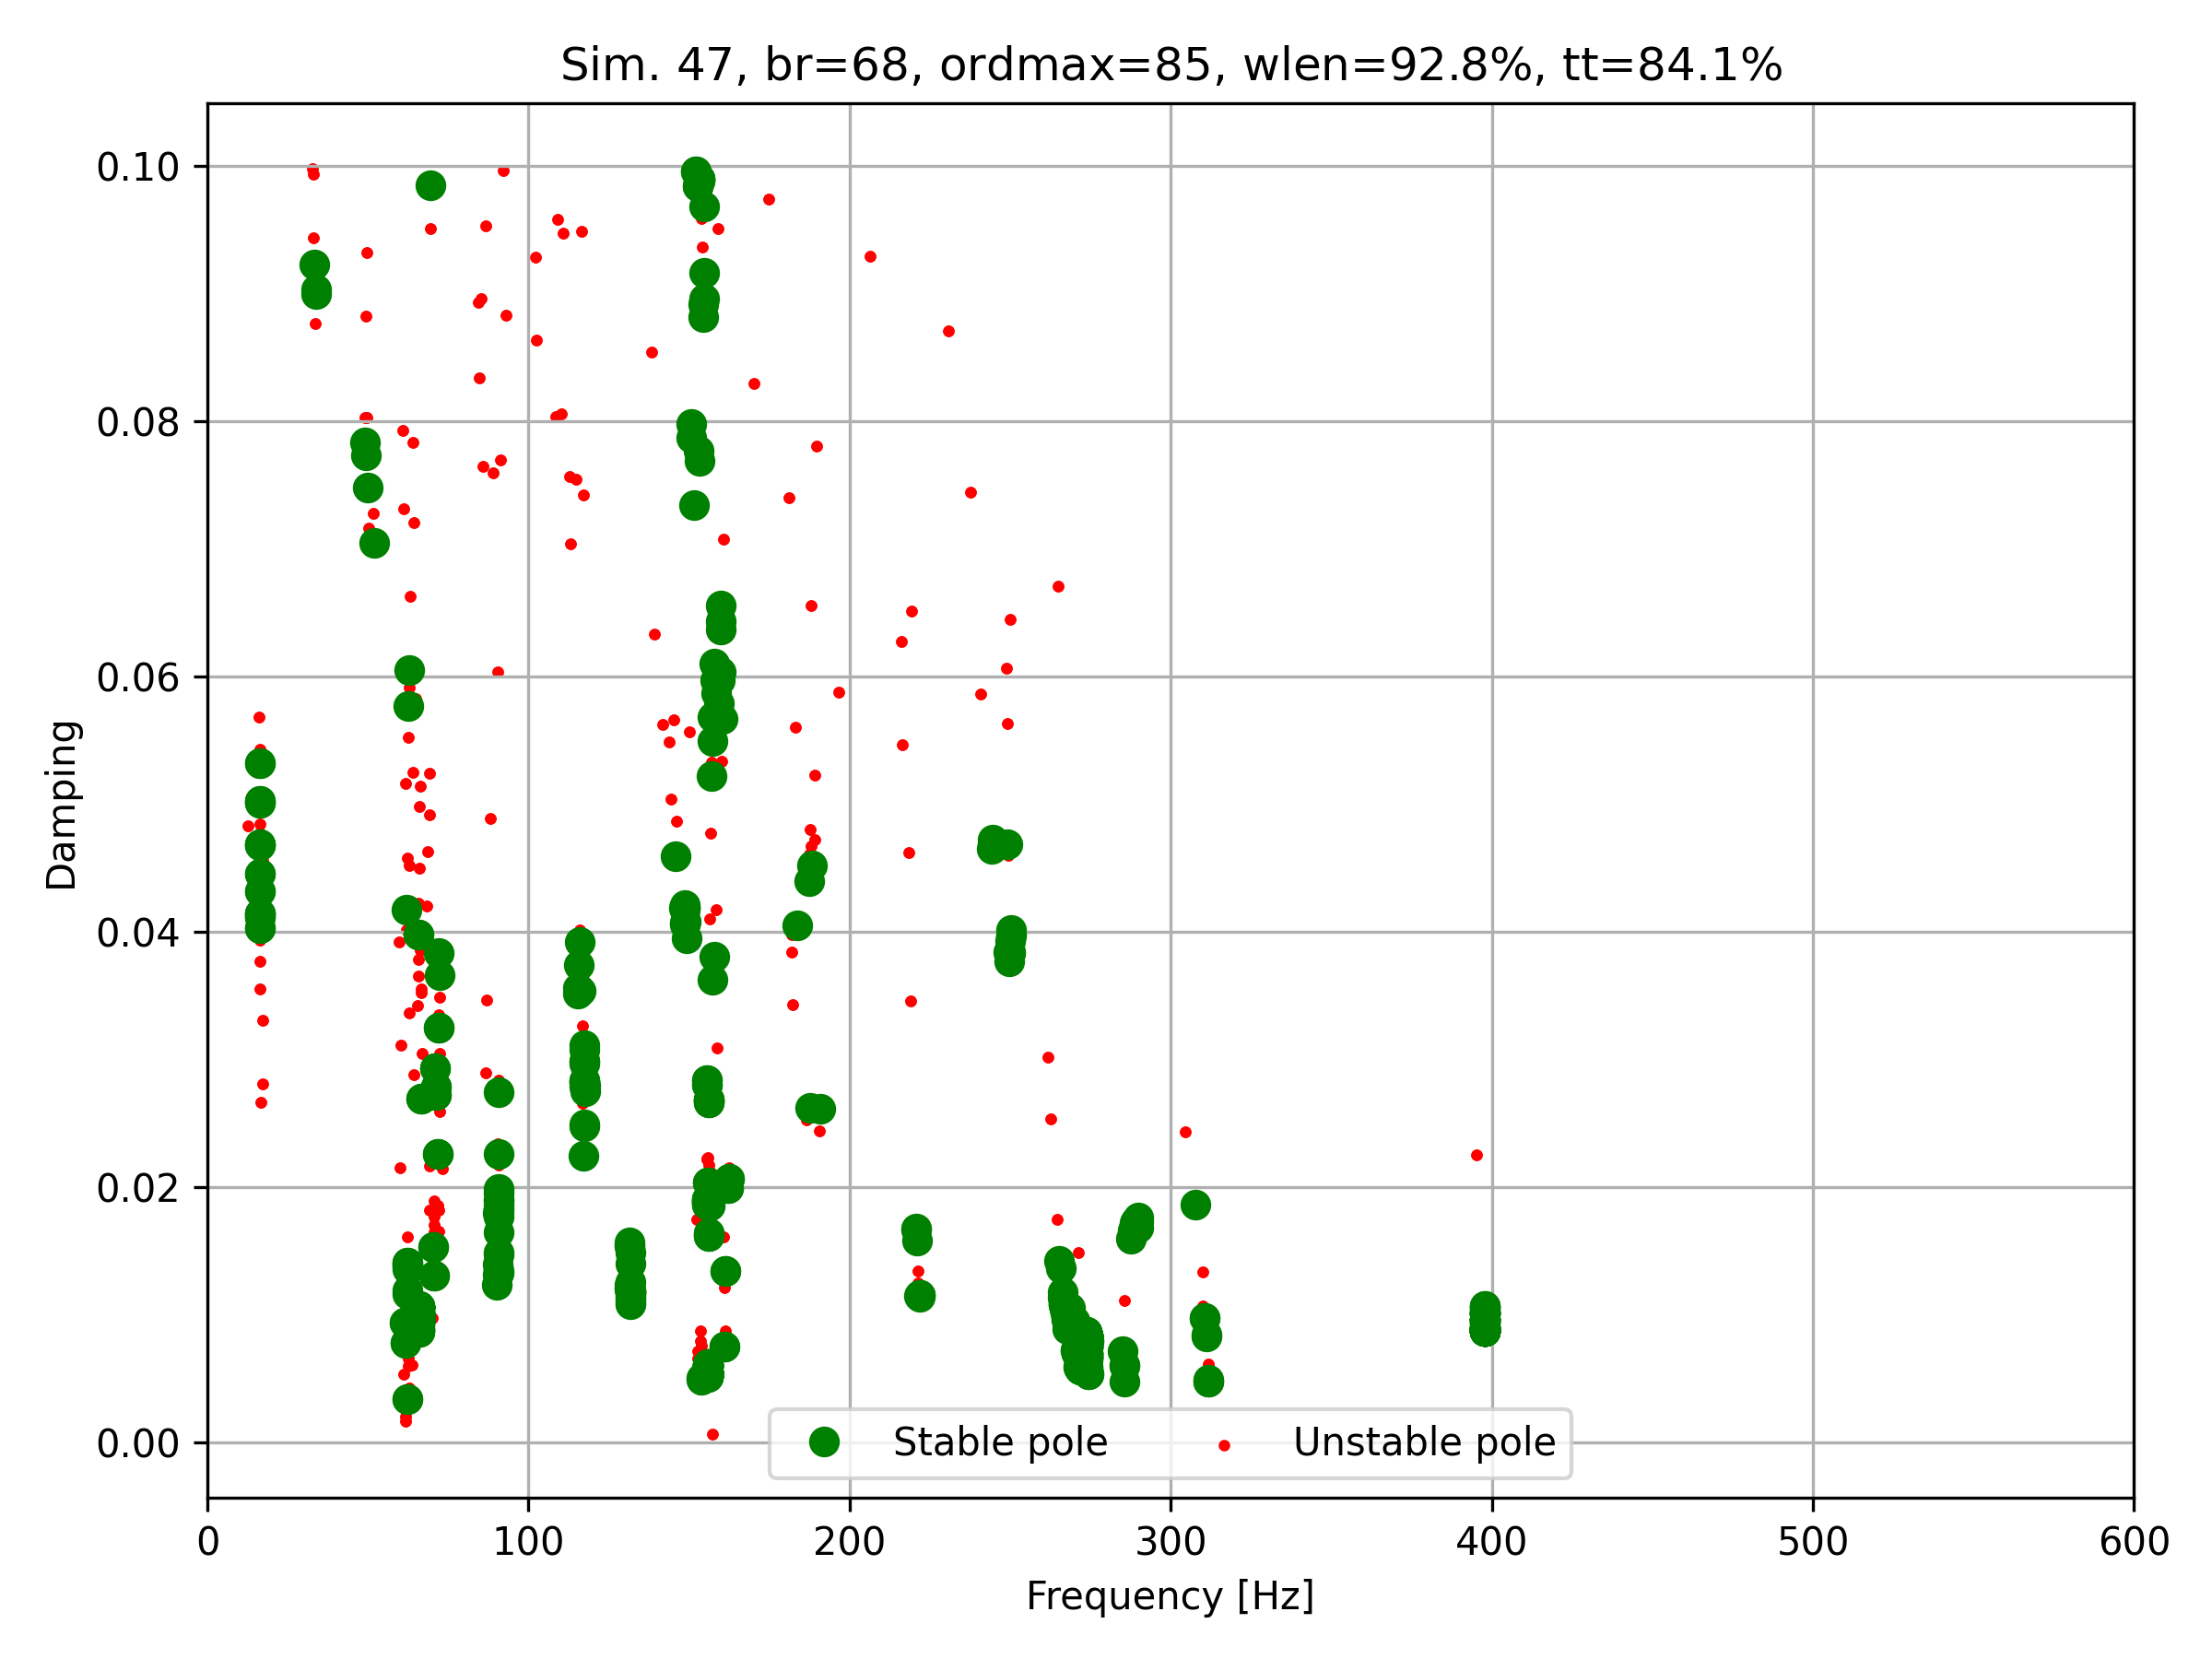 Sim. 47, br=68, ordmax=85, wlen=92.8%, tt=84.1%
0.10
0.08
0.06
0.04
0.02
0.00
Damping
Stable pole
Unstable pole
0
100
200
300
400
500
600
Frequency [Hz]